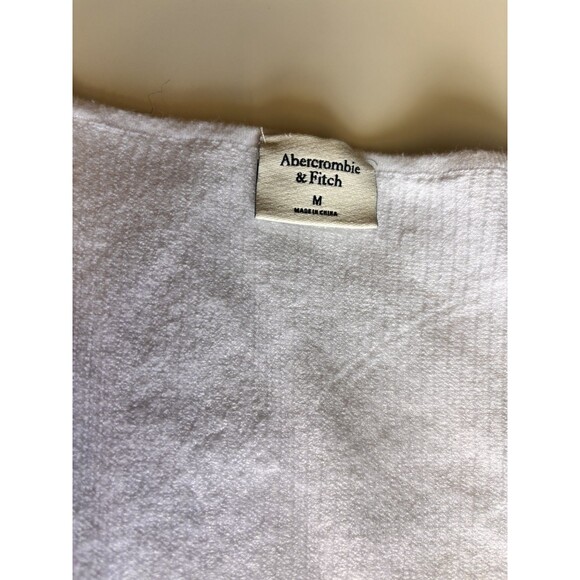 Abercrombie
& Fitch
M
MADE IN CHINA